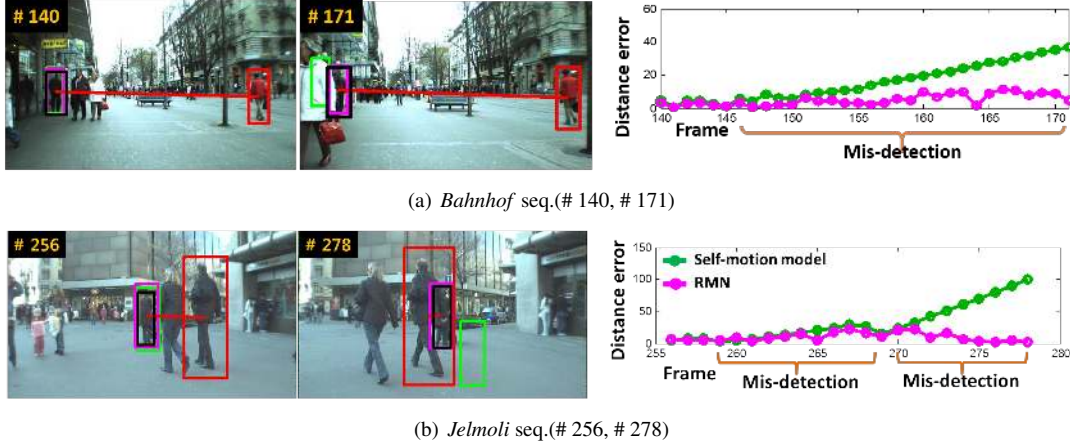 # 140
# 171
Distance error
60
40
20
0
140
145
150
155
160
165
170
Frame
Mis-detection
(a) Bahnhof seq.(# 140, # 171)
# 256
# 278
Distance error
150
100
50
0
Self-motion model
RMN
255
260
265
270
275
280
Frame
Mis-detection
Mis-detection
(b) Jelmoli seq.(# 256, # 278)